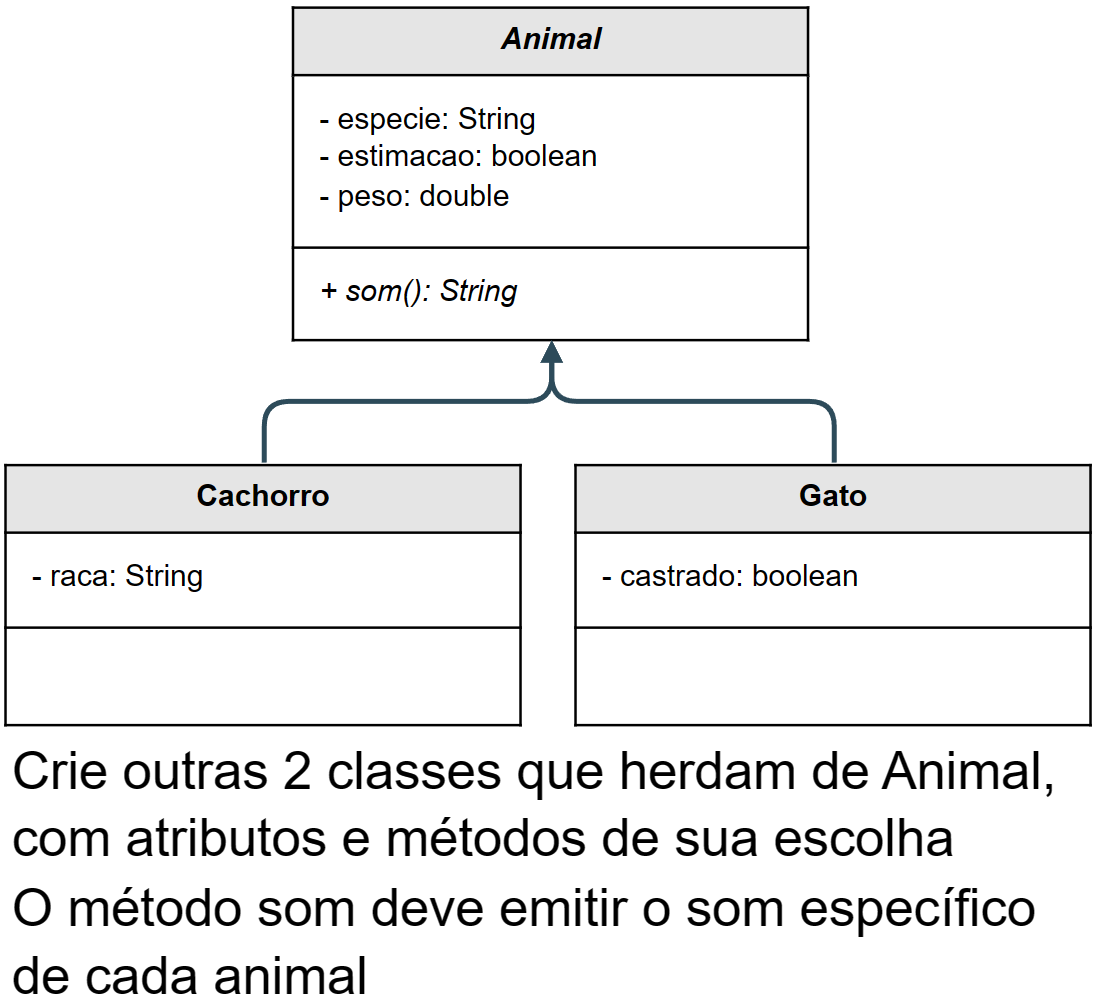 Animal
- especie: String
- estimacao: boolean
- peso: double
+ som(): String
Cachorro
- raca: String
Gato
- castrado: boolean
Crie outras 2 classes que herdam de Animal,
com atributos e métodos de sua escolha
O método som deve emitir o som específico
de cada animal